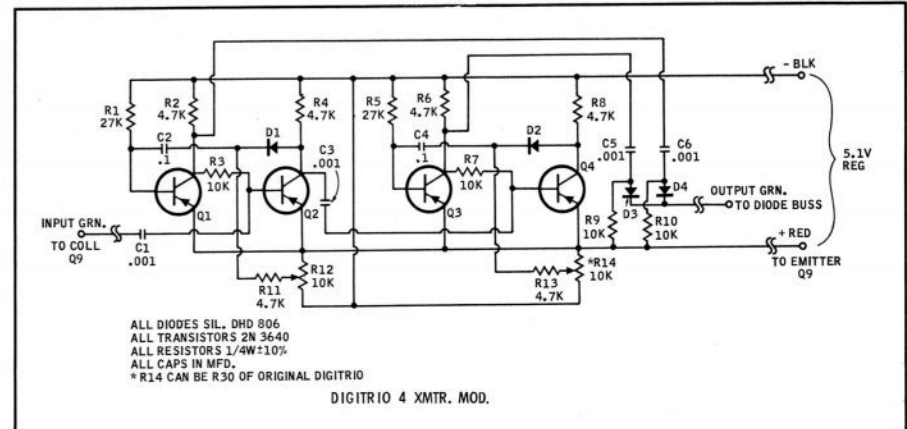 - BLK
R1
27K
R2
4.7K
R4
4.7K
R5
27K
R6
4.7K
R8
4.7K
C2
.1
D1
C3
.001
C4
.1
D2
C5
.001
C6
.001
5.1V
REG
R3
10K
R7
10K
Q4
Q1
Q2
Q3
D3
D4
OUTPUT GRN.
TO DIODE BUSS
INPUT GRN.
TO COLL
Q9
C1
.001
R9
10K
R10
10K
+ RED
TO EMITTER
Q9
R11
4.7K
R12
10K
R13
4.7K
*R14
10K
ALL DIODES SIL. DHD 806
ALL TRANSISTORS 2N 3640
ALL RESISTORS 1/4W±10%
ALL CAPS IN MFD.
* R14 CAN BE R30 OF ORIGINAL DIGITRIO
DIGITRIO 4 XMTR. MOD.